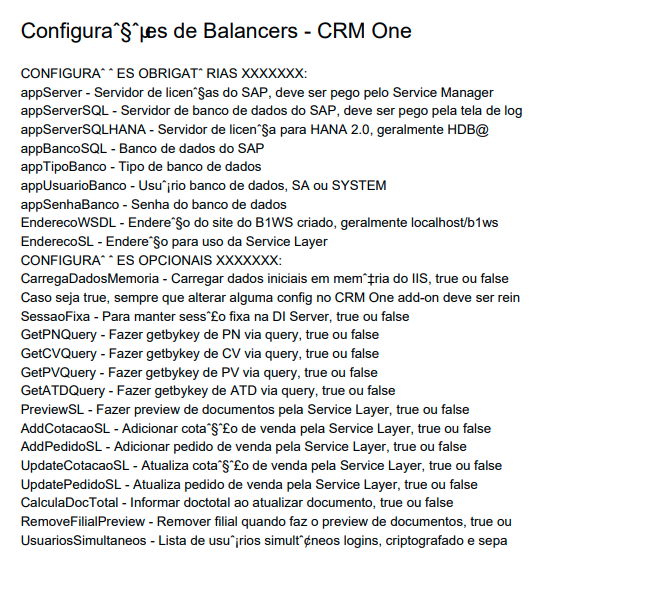 Configuraˆ§ˆµes de Balancers - CRM One
CONFIGURAˆ ˆ ES OBRIGATˆ RIAS XXXXXXX:
appServer - Servidor de licenˆ§as do SAP, deve ser pego pelo Service Manager
appServerSQL - Servidor de banco de dados do SAP, deve ser pego pela tela de log
appServerSQLHANA - Servidor de licenˆ§a para HANA 2.0, geralmente HDB@
appBancoSQL - Banco de dados do SAP
appTipoBanco - Tipo de banco de dados
appUsuarioBanco - Usuˆ¡rio banco de dados, SA ou SYSTEM
appSenhaBanco - Senha do banco de dados
EnderecoWSDL - Endereˆ§o do site do B1WS criado, geralmente localhost/b1ws
EnderecoSL - Endereˆ§o para uso da Service Layer
CONFIGURAˆ ˆ ES OPCIONAIS XXXXXXX:
CarregaDadosMemoria - Carregar dados iniciais em memˆ‡ria do IIS, true ou false
Caso seja true, sempre que alterar alguma config no CRM One add-on deve ser rein
SessaoFixa - Para manter sessˆ£o fixa na DI Server, true ou false
GetPNQuery - Fazer getbykey de PN via query, true ou false
GetCVQuery - Fazer getbykey de CV via query, true ou false
GetPVQuery - Fazer getbykey de PV via query, true ou false
GetATDQuery - Fazer getbykey de ATD via query, true ou false
PreviewSL - Fazer preview de documentos pela Service Layer, true ou false
AddCotacaoSL - Adicionar cotaˆ§ˆ£o de venda pela Service Layer, true ou false
AddPedidoSL - Adicionar pedido de venda pela Service Layer, true ou false
UpdateCotacaoSL - Atualiza cotaˆ§ˆ£o de venda pela Service Layer, true ou false
UpdatePedidoSL - Atualiza pedido de venda pela Service Layer, true ou false
CalculaDocTotal - Informar doctotal ao atualizar documento, true ou false
RemoveFilialPreview - Remover filial quando faz o preview de documentos, true ou
UsuariosSimultaneos - Lista de usuˆ¡rios simultˆ¢neos logins, criptografado e sepa